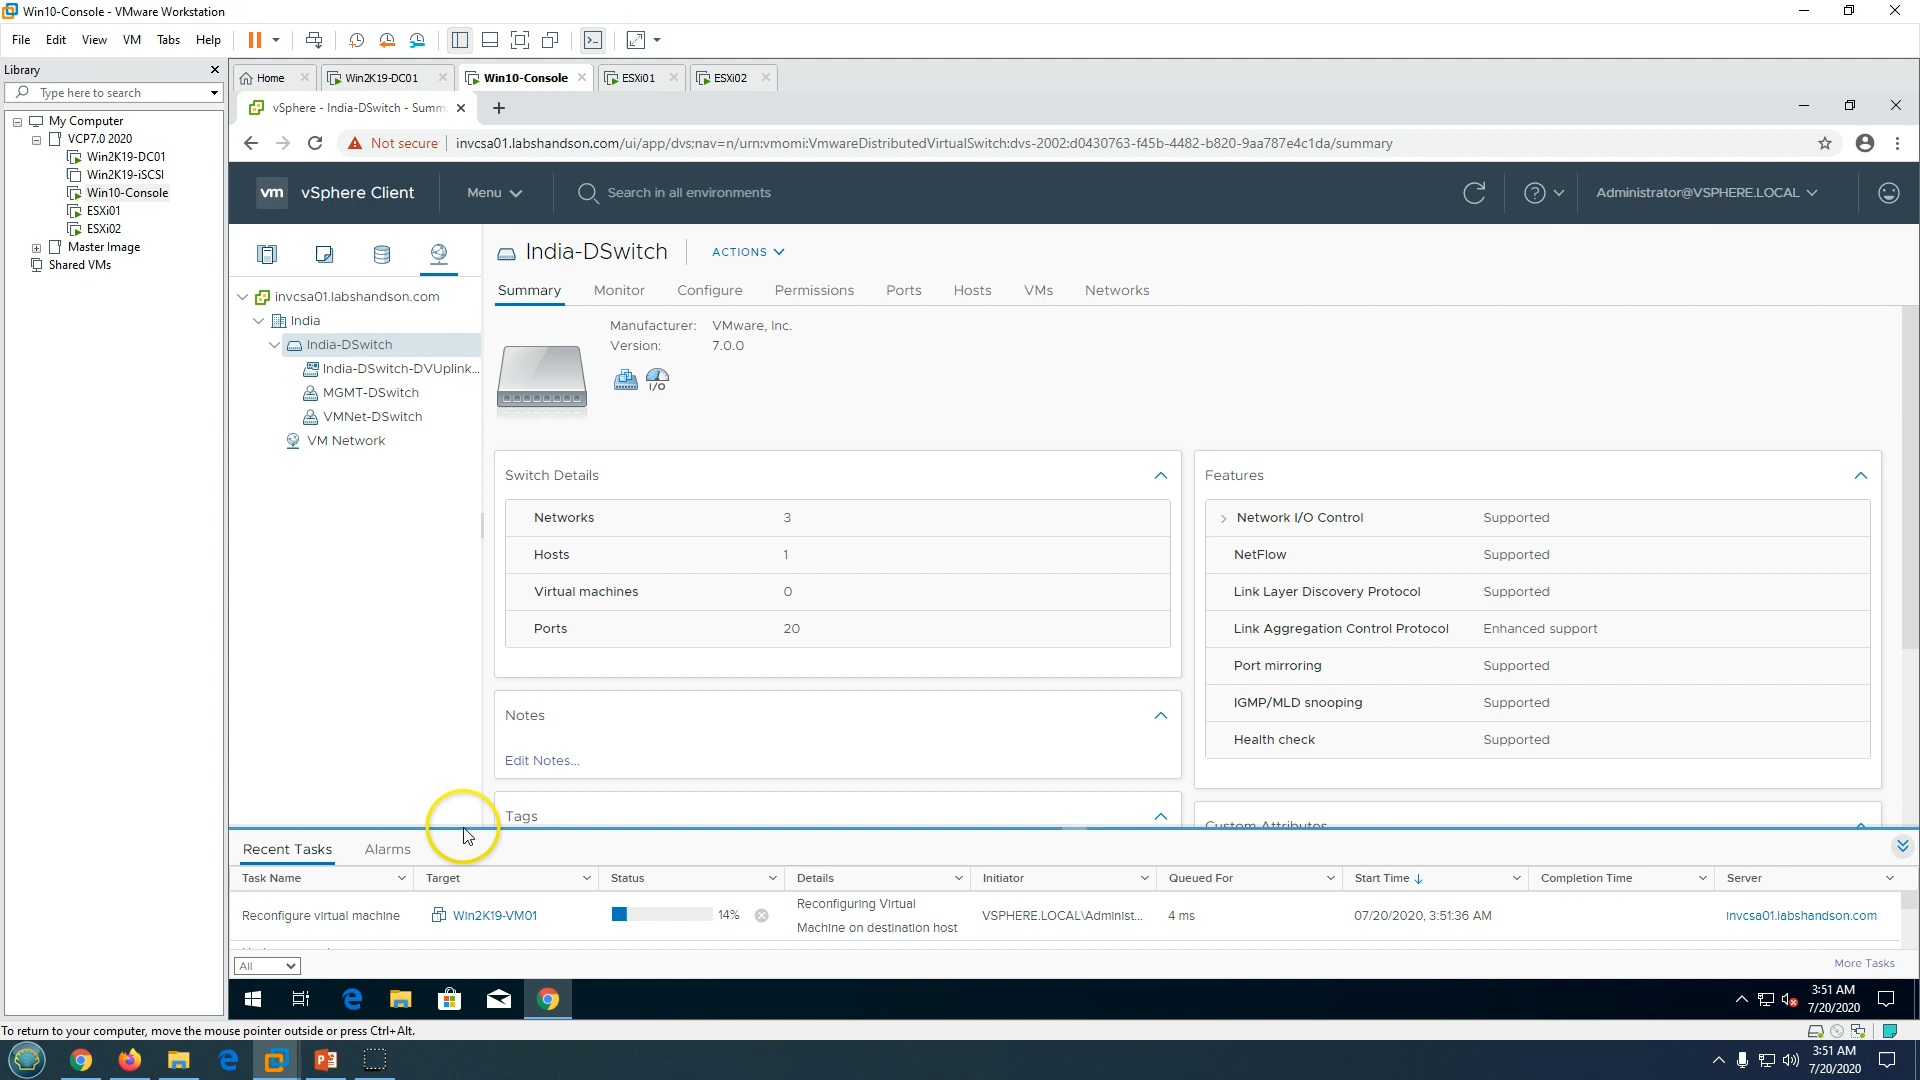 Win10-Console - VMware Workstation
File Edit View VM Tabs Help
Library
Type here to search
My Computer
VCP7.0 2020
Win2K19-DC01
Win2K19-iSCSI
Win10-Console
ESXi01
ESXi02
Master Image
Shared VMs
Home Win2K19-DC01 Win10-Console ESXi01 ESXi02
vSphere - India-DSwitch - Summ
Not secure invcsa01.labshandson.com/ui/app/dvs;nav=n/urn:vmomi:VmwareDistributedVirtualSwitch:dvs-2002:d0430763-f45b-4482-b820-9aa787e4c1da/summary
vm vSphere Client Menu Search in all environments Administrator@VSPHERE.LOCAL
invcsa01.labshandson.com
India
India-DSwitch
India-DSwitch-DVUplink...
MGMT-DSwitch
VMNet-DSwitch
VM Network
India-DSwitch ACTIONS
Summary Monitor Configure Permissions Ports Hosts VMs Networks
Manufacturer: VMware, Inc.
Version: 7.0.0
I/O
Switch Details
Networks 3
Hosts 1
Virtual machines 0
Ports 20
Notes
Edit Notes...
Tags
Features
Network I/O Control Supported
NetFlow Supported
Link Layer Discovery Protocol Supported
Link Aggregation Control Protocol Enhanced support
Port mirroring Supported
IGMP/MLD snooping Supported
Health check Supported
Custom Attributes
Recent Tasks Alarms
Task Name Target Status Details Initiator Queued For Start Time Completion Time Server
Reconfigure virtual machine Win2K19-VM01 14% Reconfiguring Virtual Machine on destination host VSPHERE.LOCAL\Administ... 4 ms 07/20/2020, 3:51:36 AM invcsa01.labshandson.com
All More Tasks
3:51 AM
7/20/2020
To return to your computer, move the mouse pointer outside or press Ctrl+Alt.
3:51 AM
7/20/2020